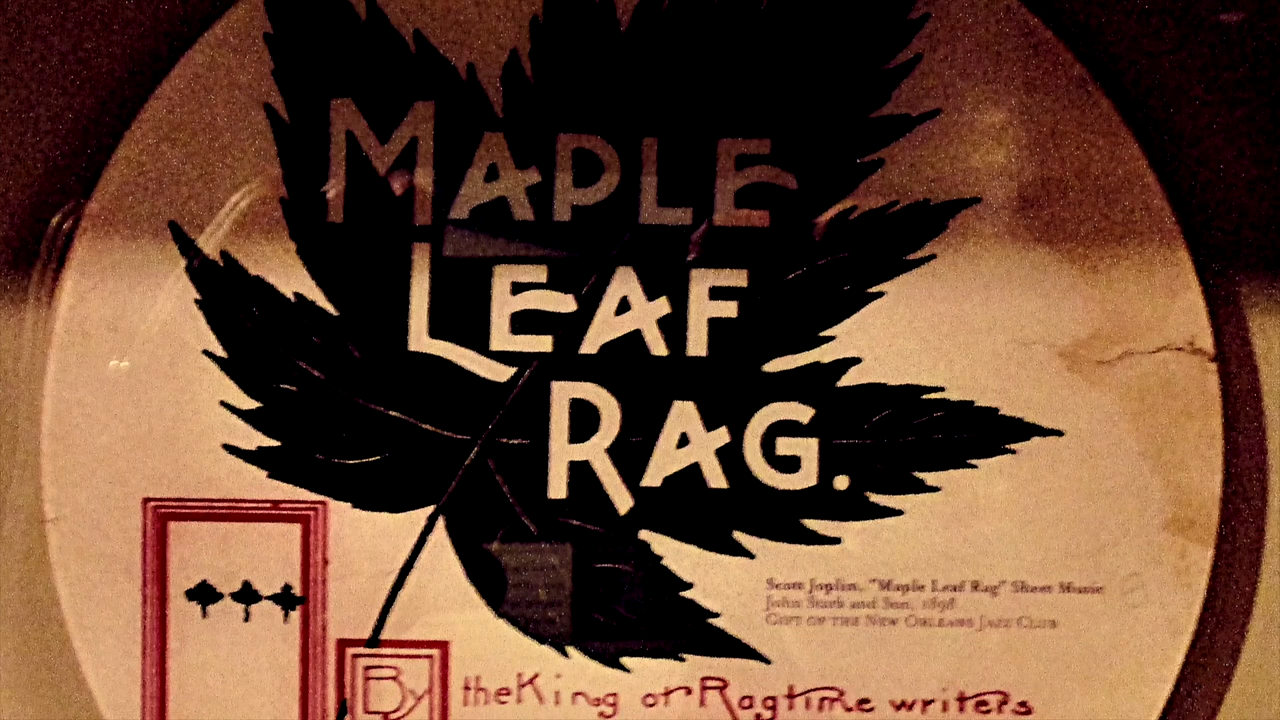 MAPLE
LEAF
RAG.
Scott Joplin, "Maple Leaf Rag" Sheet Music
John Stark and Son, 1898
GIFT OF THE NEW ORLEANS JAZZ CLUB
By the King of Ragtime writers